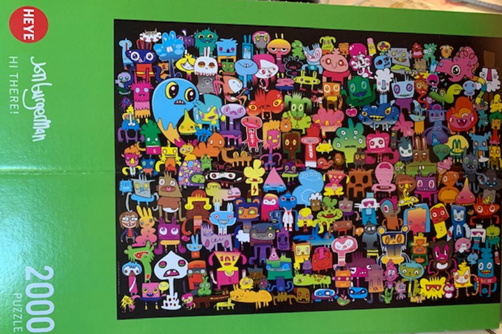 HEYE
Jon Burgerman
HI THERE!
2000
PUZZLE